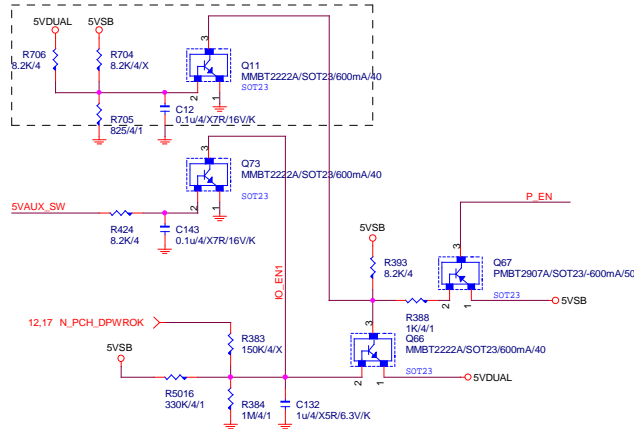 5VDUAL
5VSB
R706
8.2K/4
R704
8.2K/4/X
3
Q11
MMBT2222A/SOT23/600mA/40
SOT23
2
1
C12
0.1u/4/X7R/16V/K
R705
825/4/1
3
Q73
MMBT2222A/SOT23/600mA/40
SOT23
2
1
5VAUX_SW
R424
8.2K/4
C143
0.1u/4/X7R/16V/K
P_EN
5VSB
R393
8.2K/4
3
Q67
PMBT2907A/SOT23/-600mA/50
SOT23
2
1
5VSB
IO_EN1
R388
1K/4/1
12,17 N_PCH_DPWROK
R383
150K/4/X
3
Q66
MMBT2222A/SOT23/600mA/40
SOT23
2
1
5VDUAL
5VSB
R5016
330K/4/1
R384
1M/4/1
C132
1u/4/X5R/6.3V/K